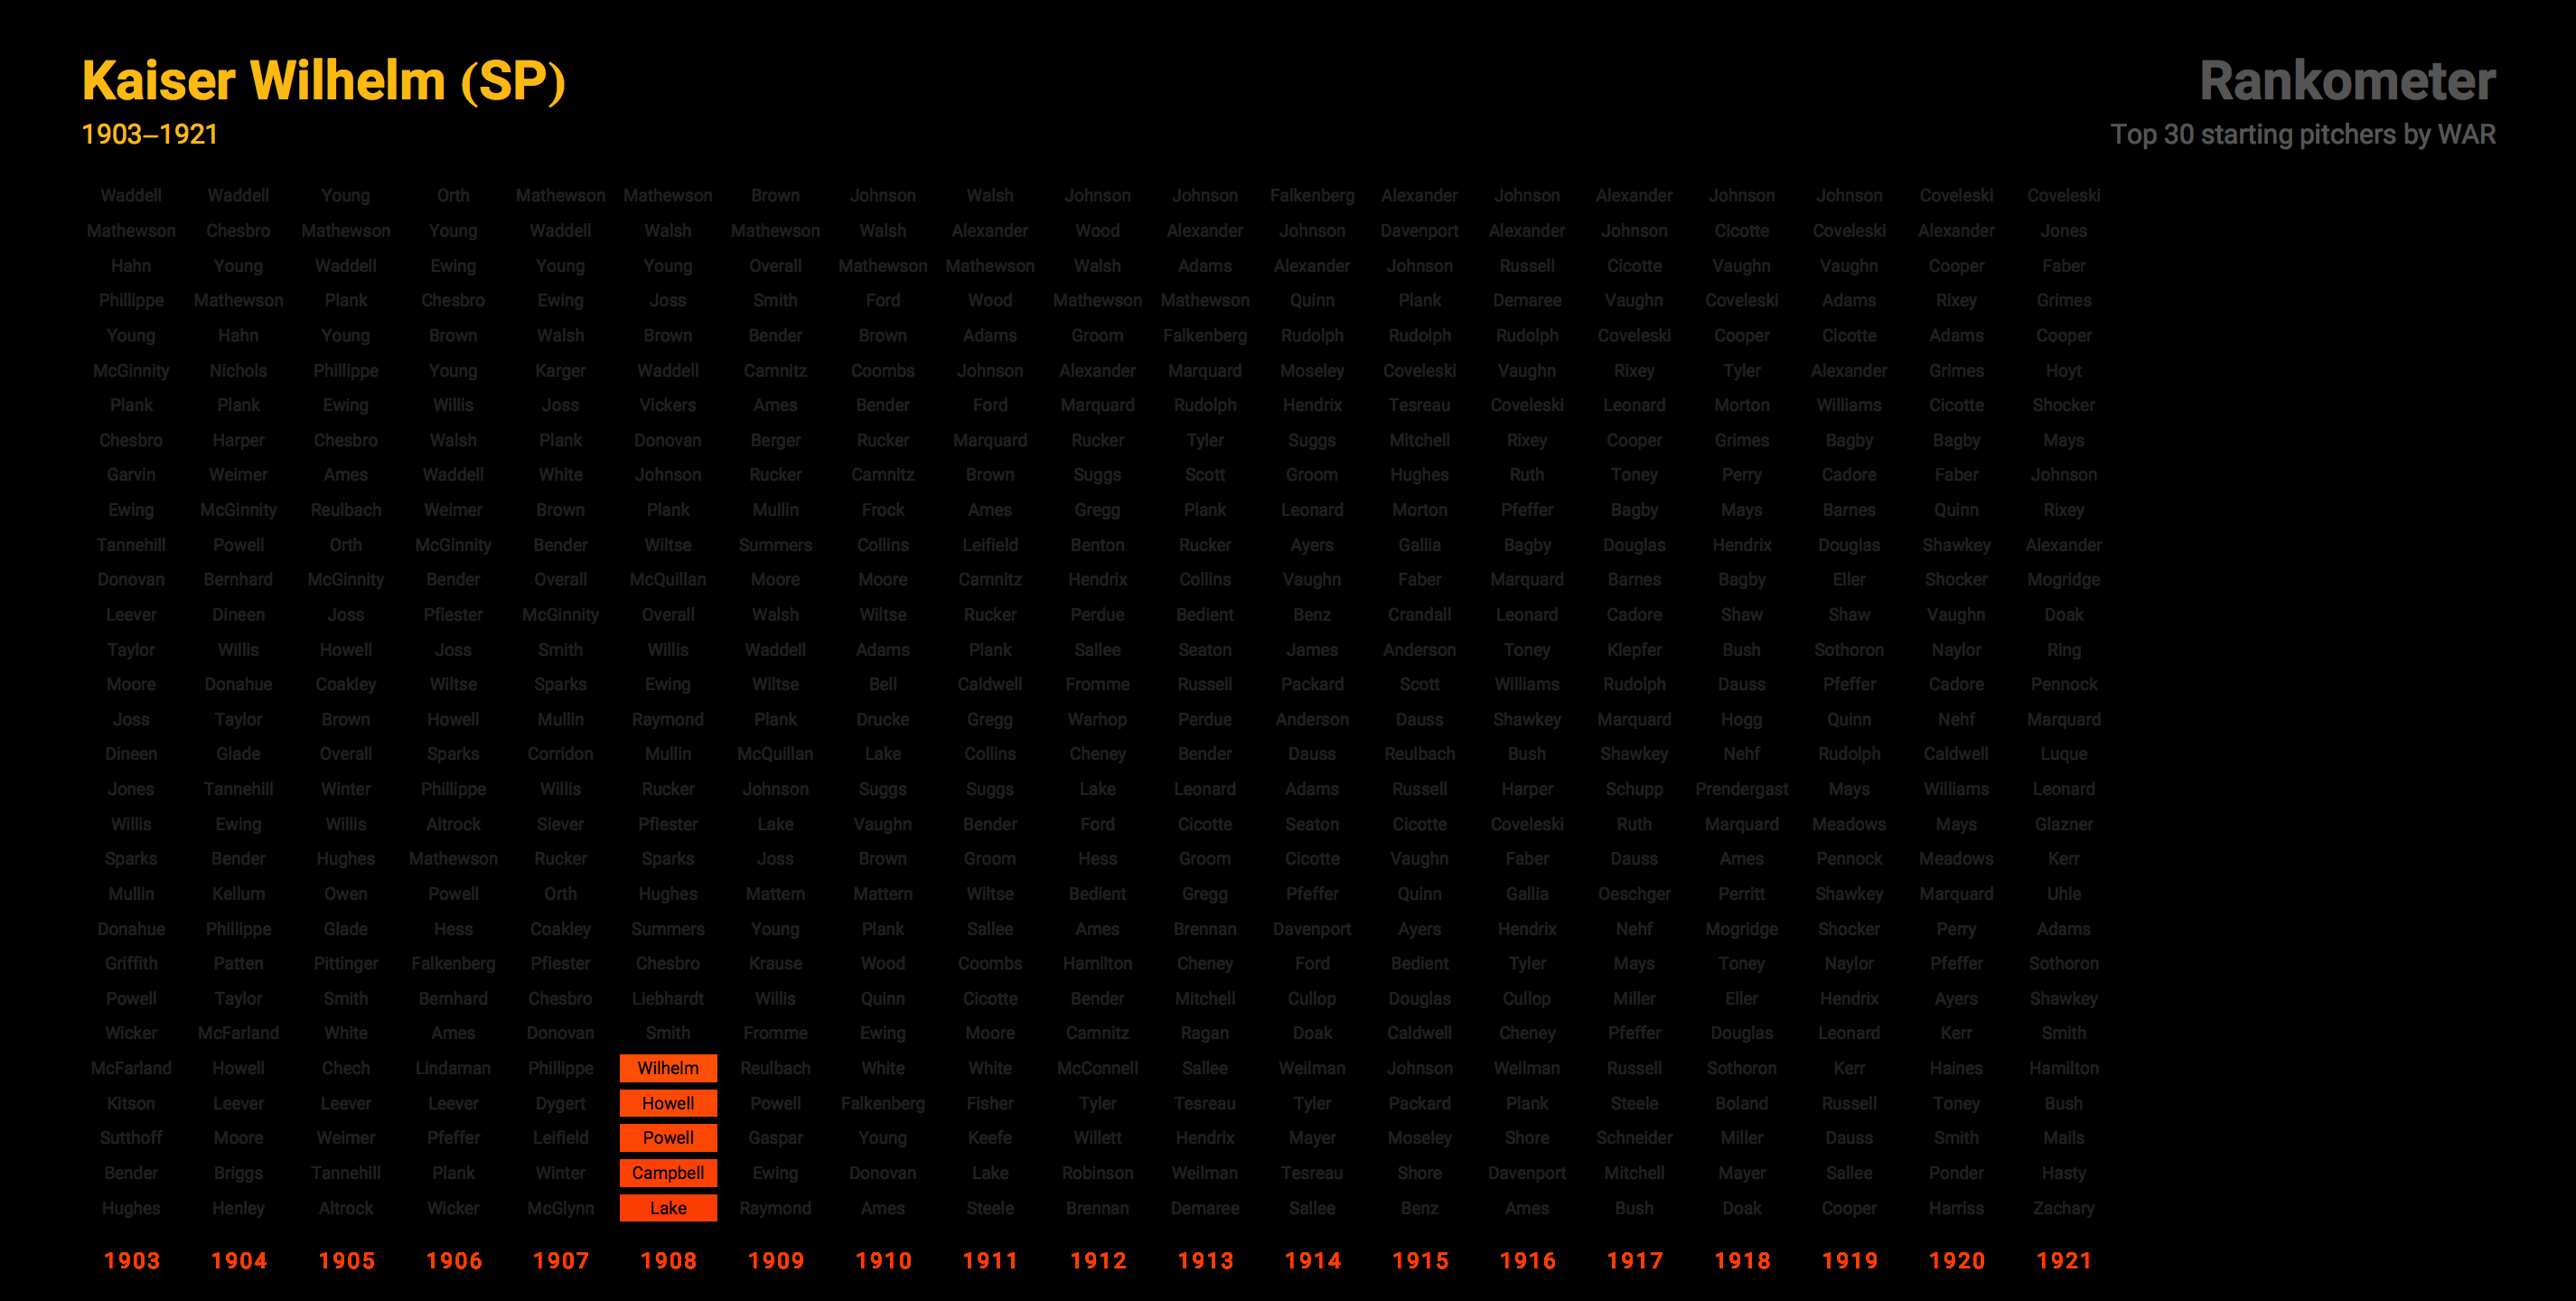 Kaiser Wilhelm (SP)
1903–1921
Rankometer
Top 30 starting pitchers by WAR
Waddell Waddell Young Orth Mathewson Mathewson Brown Johnson Walsh Johnson Johnson Falkenberg Alexander Johnson Alexander Johnson Johnson Coveleski Coveleski
Mathewson Chesbro Mathewson Young Waddell Walsh Mathewson Walsh Alexander Wood Alexander Johnson Davenport Alexander Johnson Cicotte Coveleski Alexander Jones
Hahn Young Waddell Ewing Young Young Overall Mathewson Mathewson Walsh Adams Alexander Johnson Russell Cicotte Vaughn Vaughn Cooper Faber
Phillippe Mathewson Plank Chesbro Ewing Joss Smith Ford Wood Mathewson Mathewson Quinn Plank Demaree Vaughn Coveleski Adams Rixey Grimes
Young Hahn Young Brown Walsh Brown Bender Brown Adams Groom Falkenberg Rudolph Rudolph Rudolph Coveleski Cooper Cicotte Adams Cooper
McGinnity Nichols Phillippe Young Karger Waddell Camnitz Coombs Johnson Alexander Marquard Moseley Coveleski Vaughn Rixey Tyler Alexander Grimes Hoyt
Plank Plank Ewing Willis Joss Vickers Ames Bender Ford Marquard Rudolph Hendrix Tesreau Coveleski Leonard Morton Williams Cicotte Shocker
Chesbro Harper Chesbro Walsh Plank Donovan Berger Rucker Marquard Rucker Tyler Suggs Mitchell Rixey Cooper Grimes Bagby Bagby Mays
Garvin Weimer Ames Waddell White Johnson Rucker Camnitz Brown Suggs Scott Groom Hughes Ruth Toney Perry Cadore Faber Johnson
Ewing McGinnity Reulbach Weimer Brown Plank Mullin Frock Ames Gregg Plank Leonard Morton Pfeffer Bagby Mays Barnes Quinn Rixey
Tannehill Powell Orth McGinnity Bender Wiltse Summers Collins Leifield Benton Rucker Ayers Gallia Bagby Douglas Hendrix Douglas Shawkey Alexander
Donovan Bernhard McGinnity Bender Overall McQuillan Moore Moore Camnitz Hendrix Collins Vaughn Faber Marquard Barnes Bagby Eller Shocker Mogridge
Leever Dineen Joss Pfiester McGinnity Overall Walsh Wiltse Rucker Perdue Bedient Benz Crandall Leonard Cadore Shaw Shaw Vaughn Doak
Taylor Willis Howell Joss Smith Willis Waddell Adams Plank Sallee Seaton James Anderson Toney Klepfer Bush Sothoron Naylor Ring
Moore Donahue Coakley Wiltse Sparks Ewing Wiltse Bell Caldwell Fromme Russell Packard Scott Williams Rudolph Dauss Pfeffer Cadore Pennock
Joss Taylor Brown Howell Mullin Raymond Plank Drucke Gregg Warhop Perdue Anderson Dauss Shawkey Marquard Hogg Quinn Nehf Marquard
Dineen Glade Overall Sparks Corridon Mullin McQuillan Lake Collins Cheney Bender Dauss Reulbach Bush Shawkey Nehf Rudolph Caldwell Luque
Jones Tannehill Winter Phillippe Willis Rucker Johnson Suggs Suggs Lake Leonard Adams Russell Harper Schupp Prendergast Mays Williams Leonard
Willis Ewing Willis Altrock Siever Pfiester Lake Vaughn Bender Ford Cicotte Seaton Cicotte Coveleski Ruth Marquard Meadows Mays Glazner
Sparks Bender Hughes Mathewson Rucker Sparks Joss Brown Groom Hess Groom Cicotte Vaughn Faber Dauss Ames Pennock Meadows Kerr
Mullin Kellum Owen Powell Orth Hughes Mattern Mattern Wiltse Bedient Gregg Pfeffer Quinn Gallia Oeschger Perritt Shawkey Marquard Uhle
Donahue Phillippe Glade Hess Coakley Summers Young Plank Sallee Ames Brennan Davenport Ayers Hendrix Nehf Mogridge Shocker Perry Adams
Griffith Patten Pittinger Falkenberg Pfiester Chesbro Krause Wood Coombs Hamilton Cheney Ford Bedient Tyler Mays Toney Naylor Pfeffer Sothoron
Powell Taylor Smith Bernhard Chesbro Liebhardt Willis Quinn Cicotte Bender Mitchell Cullop Douglas Cullop Miller Eller Hendrix Ayers Shawkey
Wicker McFarland White Ames Donovan Smith Fromme Ewing Moore Camnitz Ragan Doak Caldwell Cheney Pfeffer Douglas Leonard Kerr Smith
McFarland Howell Chech Lindaman Phillippe Wilhelm Reulbach White White McConnell Sallee Weilman Johnson Weilman Russell Sothoron Kerr Haines Hamilton
Kitson Leever Leever Leever Dygert Howell Powell Falkenberg Fisher Tyler Tesreau Tyler Packard Plank Steele Boland Russell Toney Bush
Sutthoff Moore Weimer Pfeffer Leifield Powell Gaspar Young Keefe Willett Hendrix Mayer Moseley Shore Schneider Miller Dauss Smith Mails
Bender Briggs Tannehill Plank Winter Campbell Ewing Donovan Lake Robinson Weilman Tesreau Shore Davenport Mitchell Mayer Sallee Ponder Hasty
Hughes Henley Altrock Wicker McGlynn Lake Raymond Ames Steele Brennan Demaree Sallee Benz Ames Bush Doak Cooper Harriss Zachary
1903 1904 1905 1906 1907 1908 1909 1910 1911 1912 1913 1914 1915 1916 1917 1918 1919 1920 1921